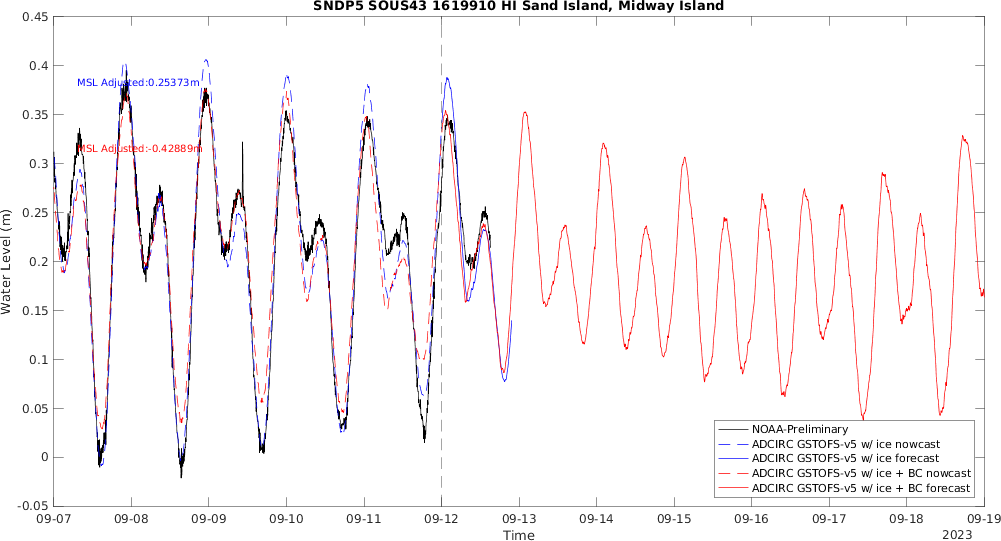 SNDP5 SOUS43 1619910 HI Sand Island, Midway Island
0.45
0.4
0.35
0.3
0.25
0.2
0.15
0.1
0.05
0
-0.05
Water Level (m)
MSL Adjusted:0.25373m
MSL Adjusted:-0.42889m
NOAA-Preliminary
ADCIRC GSTOFS-v5 w/ ice nowcast
ADCIRC GSTOFS-v5 w/ ice forecast
ADCIRC GSTOFS-v5 w/ ice + BC nowcast
ADCIRC GSTOFS-v5 w/ ice + BC forecast
09-07 09-08 09-09 09-10 09-11 09-12 09-13 09-14 09-15 09-16 09-17 09-18 09-19
Time
2023